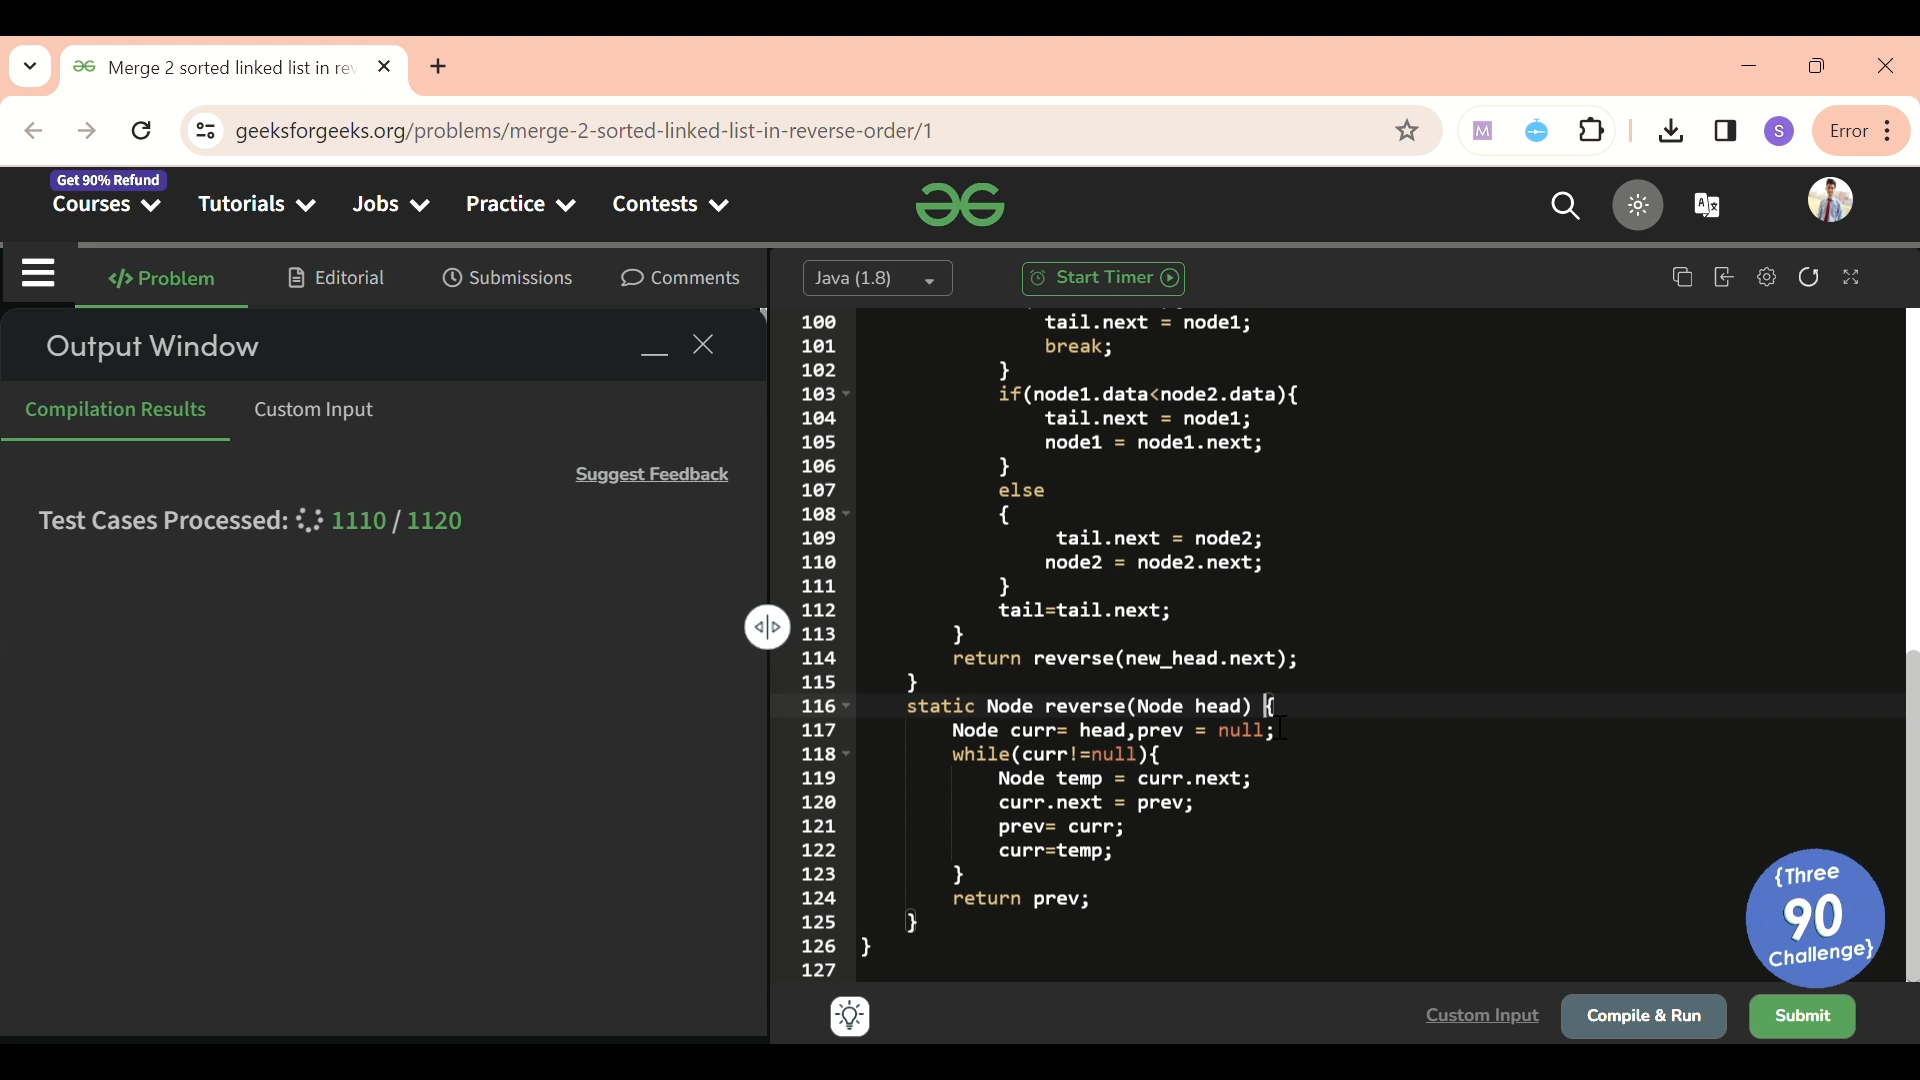 Merge 2 sorted linked list in rev
geeksforgeeks.org/problems/merge-2-sorted-linked-list-in-reverse-order/1
M
S
Error
Get 90% Refund
Courses Tutorials Jobs Practice Contests
Problem Editorial Submissions Comments
Java (1.8)
Start Timer
Output Window
Compilation Results Custom Input
Suggest Feedback
Test Cases Processed: 1110 / 1120
100 tail.next = node1;
101 break;
102 }
103 if(node1.data<node2.data){
104 tail.next = node1;
105 node1 = node1.next;
106 }
107 else
108 {
109 tail.next = node2;
110 node2 = node2.next;
111 }
112 tail=tail.next;
113 }
114 return reverse(new_head.next);
115 }
116 static Node reverse(Node head) {
117 Node curr= head,prev = null;
118 while(curr!=null){
119 Node temp = curr.next;
120 curr.next = prev;
121 prev= curr;
122 curr=temp;
123 }
124 return prev;
125 }
126 }
127
{Three
90
Challenge}
Custom Input
Compile & Run
Submit